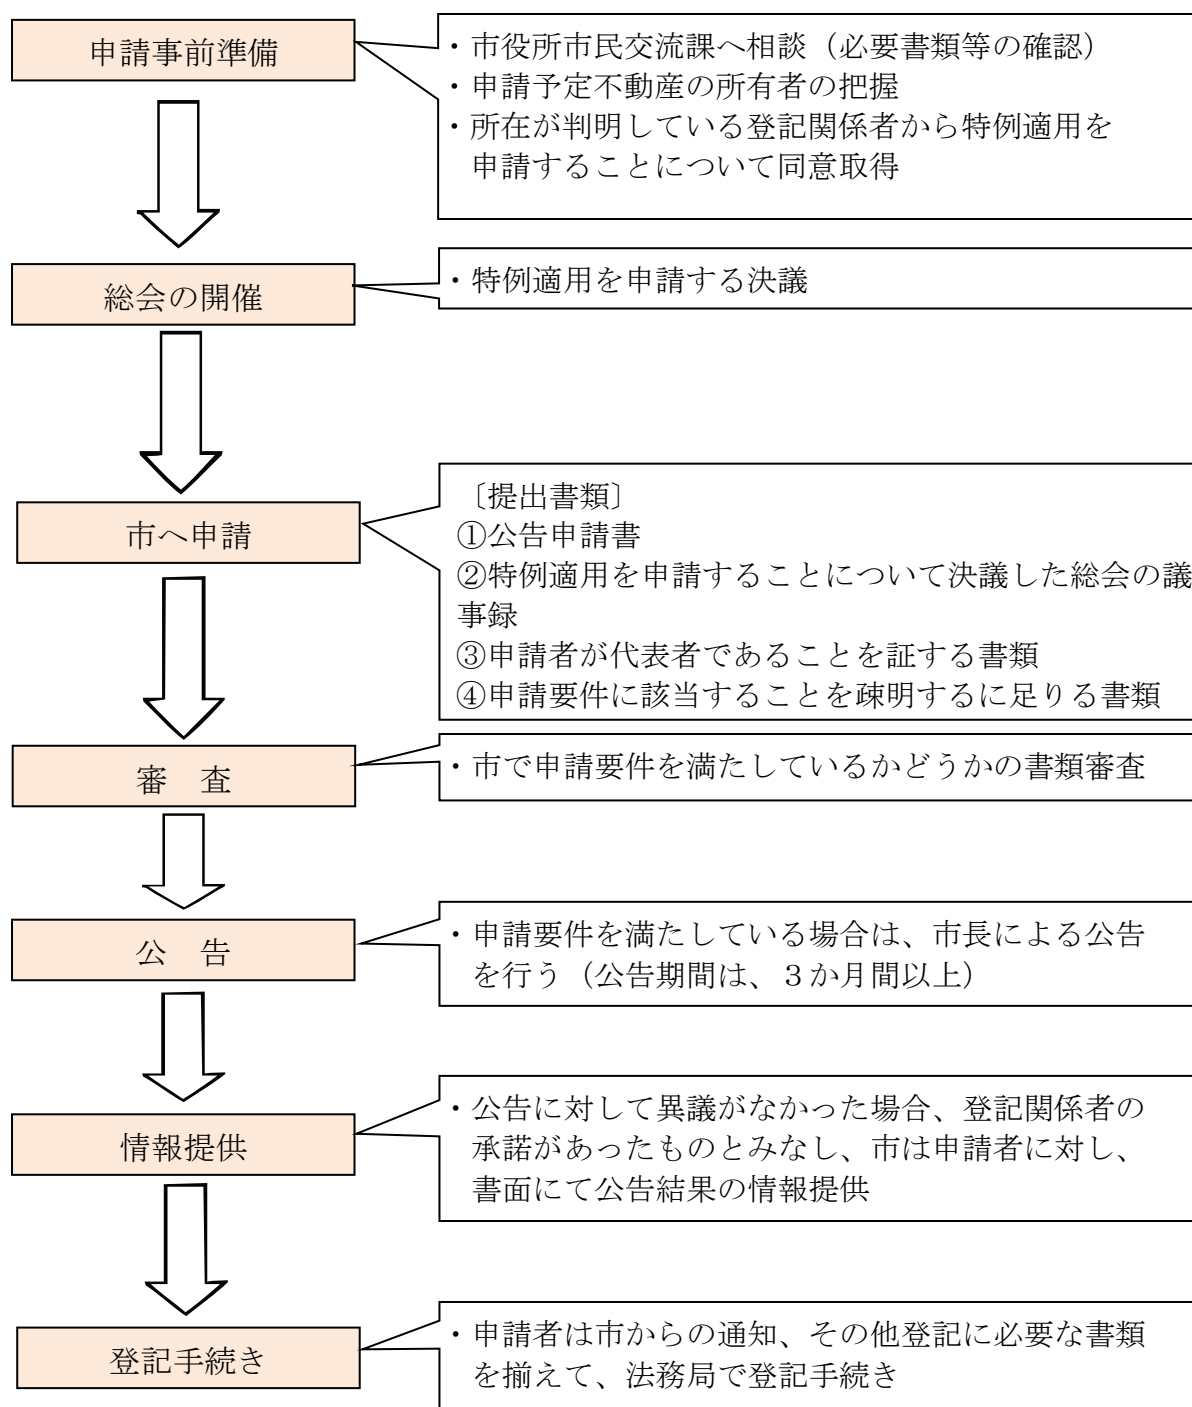 申請事前準備
・市役所市民交流課へ相談（必要書類等の確認）
・申請予定不動産の所有者の把握
・所在が判明している登記関係者から特例適用を
申請することについて同意取得
総会の開催
・特例適用を申請する決議
市へ申請
〔提出書類〕
①公告申請書
②特例適用を申請することについて決議した総会の議
事録
③申請者が代表者であることを証する書類
④申請要件に該当することを疎明するに足りる書類
審　査
・市で申請要件を満たしているかどうかの書類審査
公　告
・申請要件を満たしている場合は、市長による公告
を行う（公告期間は、３か月間以上）
情報提供
・公告に対して異議がなかった場合、登記関係者の
承諾があったものとみなし、市は申請者に対し、
書面にて公告結果の情報提供
登記手続き
・申請者は市からの通知、その他登記に必要な書類
を揃えて、法務局で登記手続き